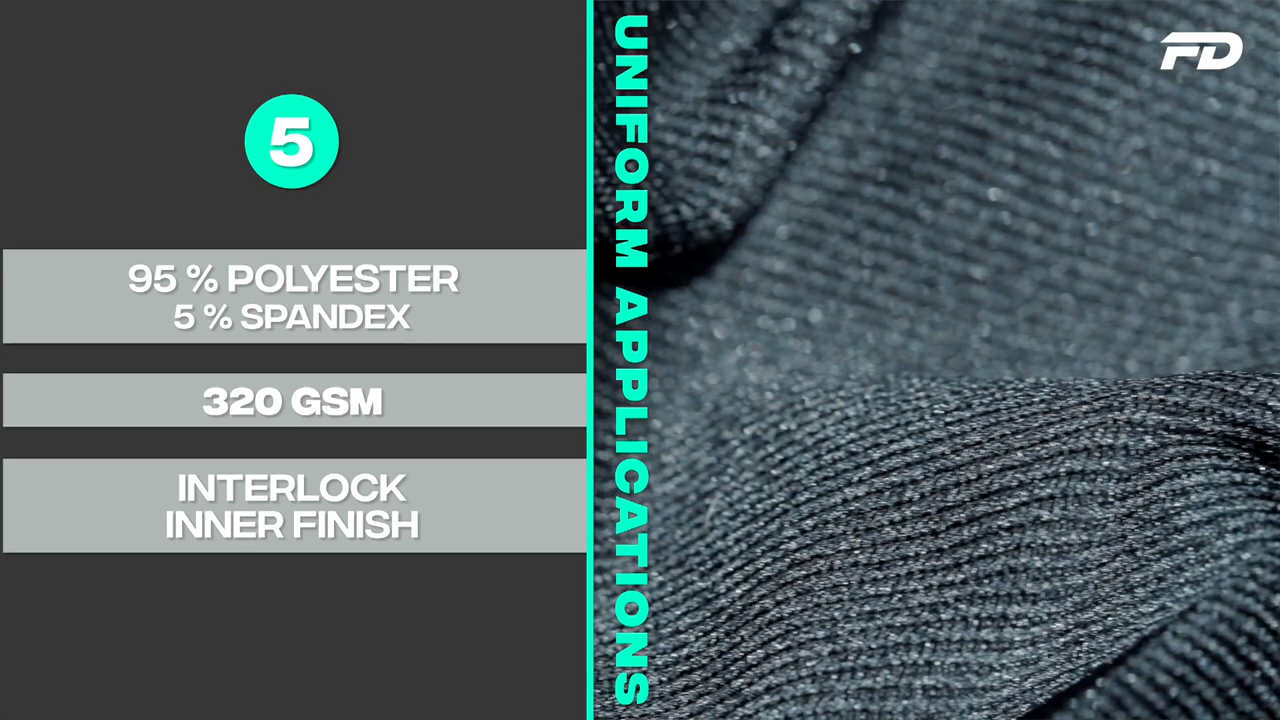 5
95 % POLYESTER
5 % SPANDEX
320 GSM
INTERLOCK
INNER FINISH
UNIFORM APPLICATIONS
FD